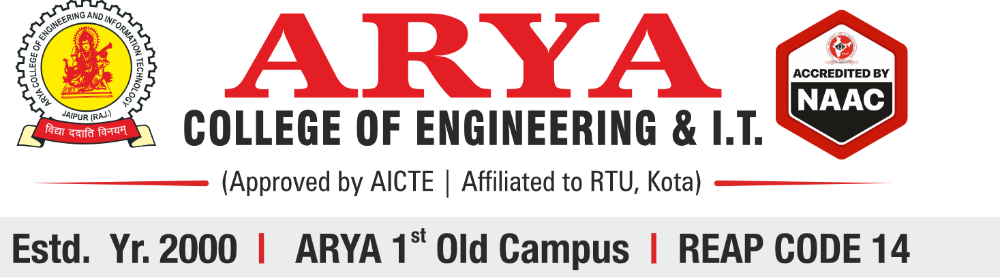 ARYA COLLEGE OF ENGINEERING AND INFORMATION TECHNOLOGY
JAIPUR (RAJ.)
विद्या ददाति विनयम्
ARYA
COLLEGE OF ENGINEERING & I.T.
(Approved by AICTE | Affiliated to RTU, Kota)
ACCREDITED BY
NAAC
Estd. Yr. 2000 | ARYA 1st Old Campus | REAP CODE 14